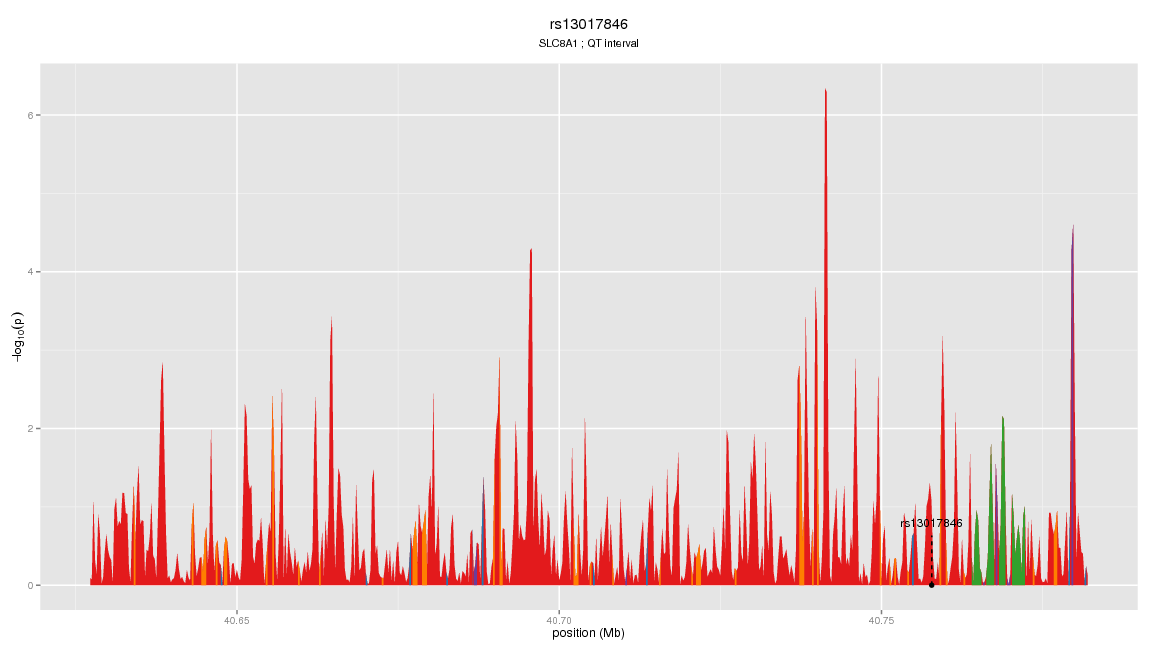 rs13017846
SLC8A1 ; QT interval
6
4
2
0
−log10(p)
rs13017846
40.65
40.70
40.75
position (Mb)